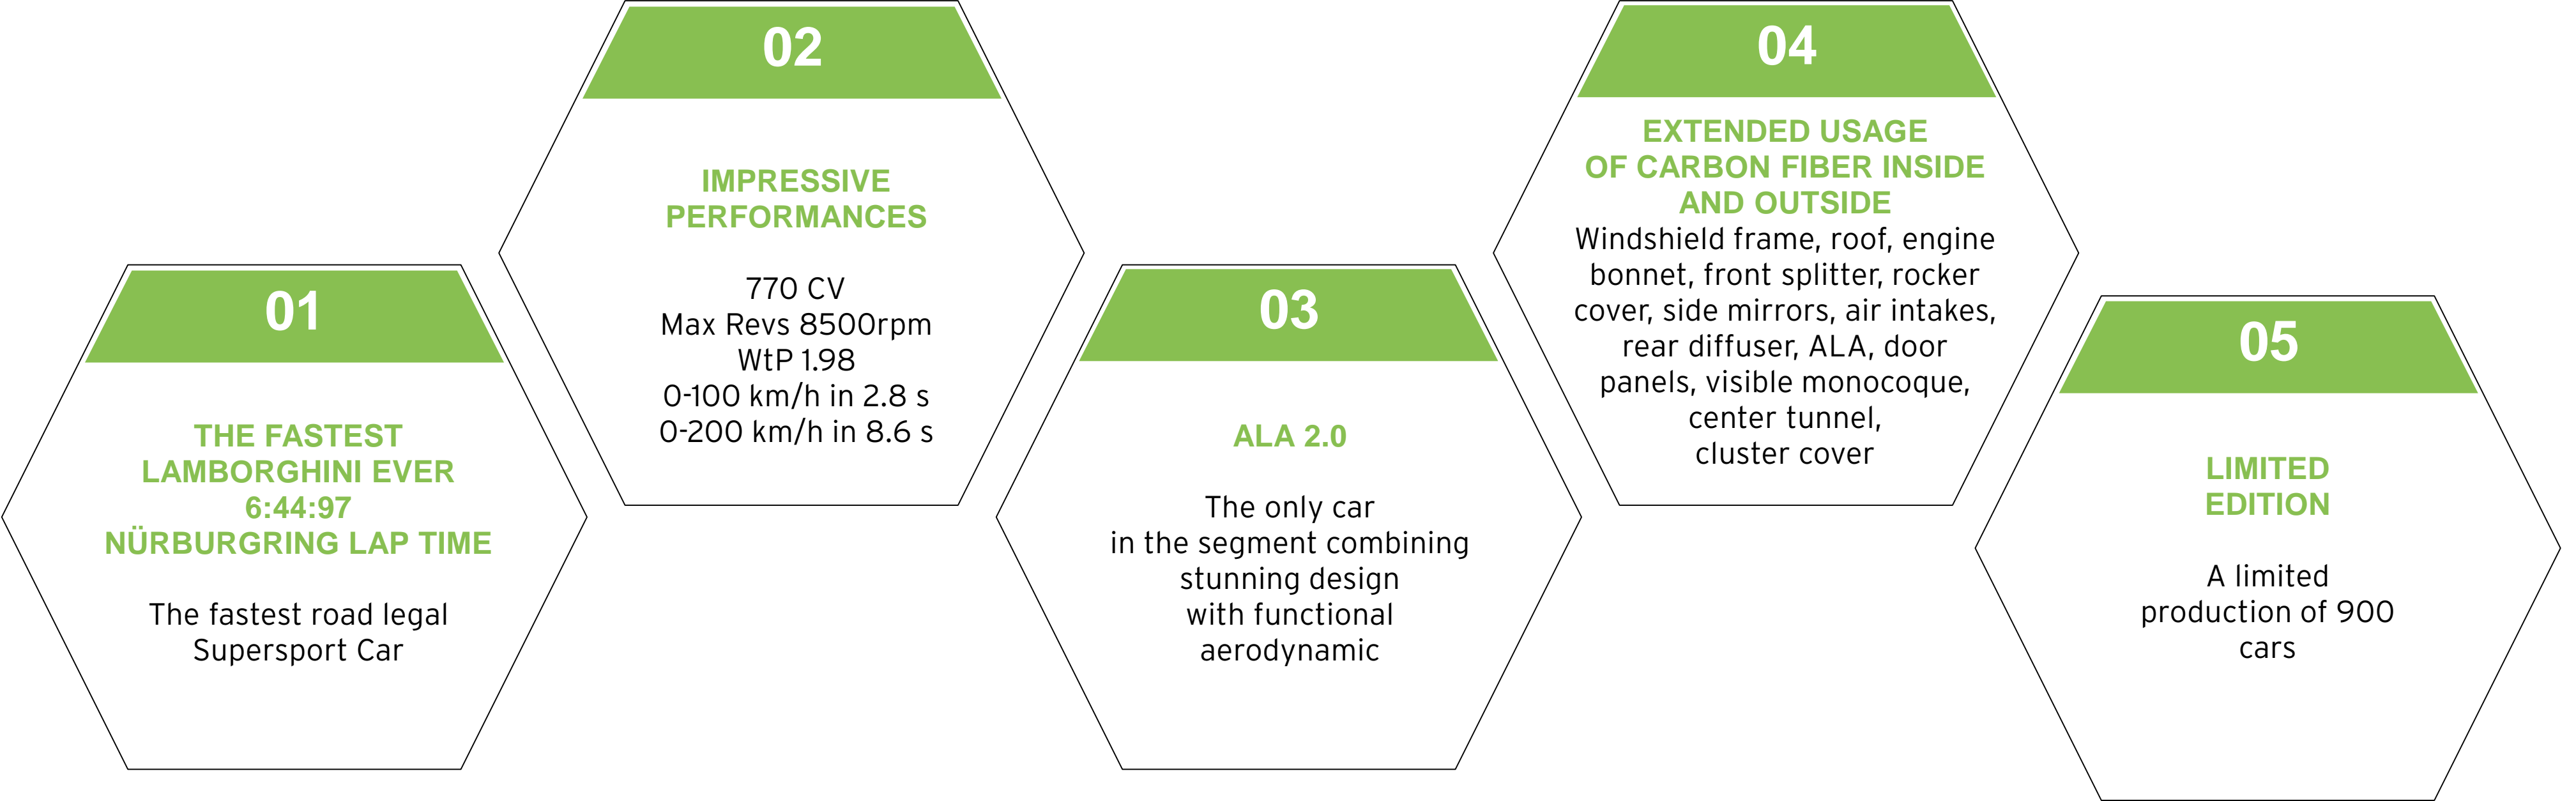 01
THE FASTEST
LAMBORGHINI EVER
6:44:97
NÜRBURGRING LAP TIME
The fastest road legal
Supersport Car
02
IMPRESSIVE
PERFORMANCES
770 CV
Max Revs 8500rpm
WtP 1.98
0-100 km/h in 2.8 s
0-200 km/h in 8.6 s
03
ALA 2.0
The only car
in the segment combining
stunning design
with functional
aerodynamic
04
EXTENDED USAGE
OF CARBON FIBER INSIDE
AND OUTSIDE
Windshield frame, roof, engine
bonnet, front splitter, rocker
cover, side mirrors, air intakes,
rear diffuser, ALA, door
panels, visible monocoque,
center tunnel,
cluster cover
05
LIMITED
EDITION
A limited
production of 900
cars